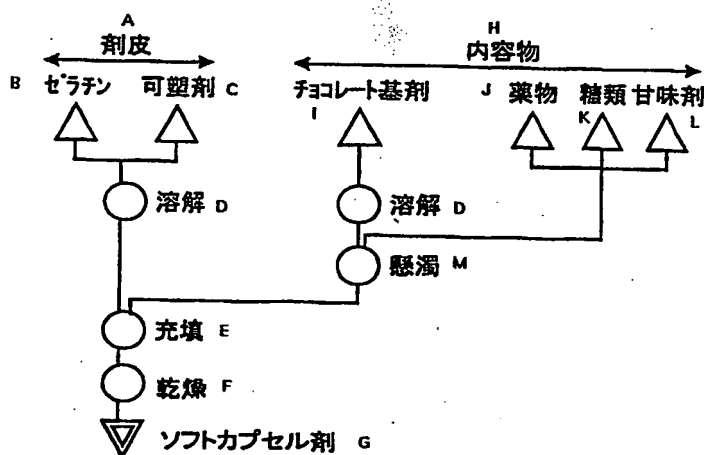 A H
剤皮 内容物
B ゼラチン 可塑剤 C チョコレート基剤 J 薬物 糖類 甘味剤
I K L
溶解 D 溶解 D
懸濁 M
充填 E
乾燥 F
ソフトカプセル剤 G